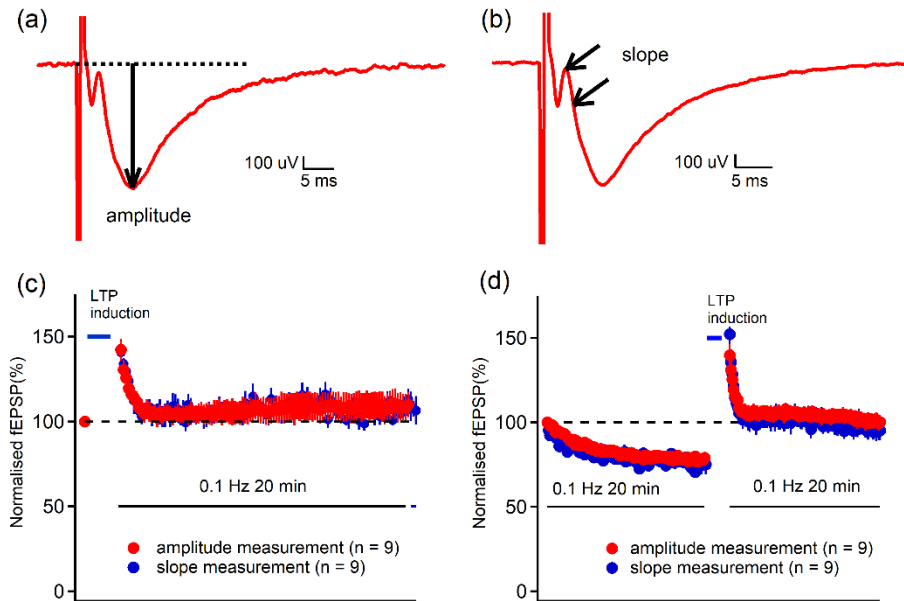 (a)
amplitude
100 uV
5 ms
(b)
slope
100 uV
5 ms
(c)
LTP
induction
Normalised fEPSP(%)
150
100
50
0
0.1 Hz 20 min
amplitude measurement (n = 9)
slope measurement (n = 9)
(d)
LTP
induction
Normalised fEPSP(%)
150
100
50
0
0.1 Hz 20 min
0.1 Hz 20 min
amplitude measurement (n = 9)
slope measurement (n = 9)